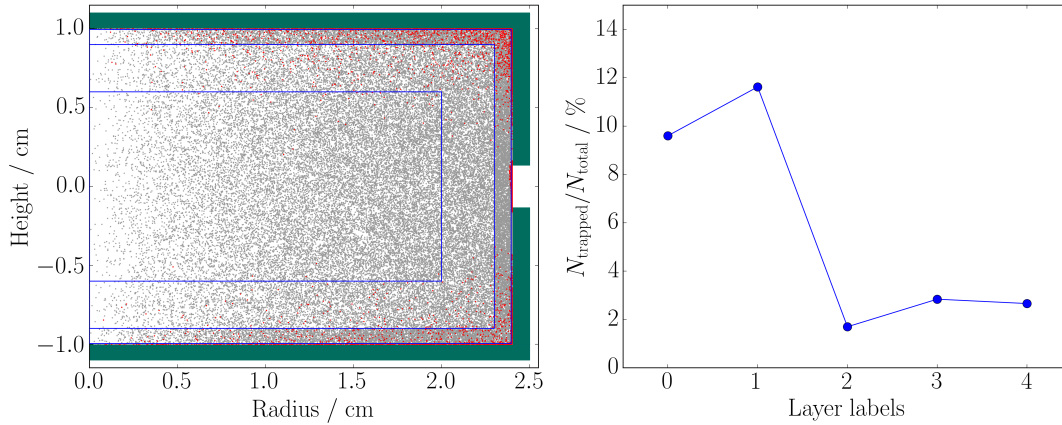 1.0
0.5
0.0
−0.5
−1.0
Height / cm
0.0 0.5 1.0 1.5 2.0 2.5
Radius / cm
14
12
10
8
6
4
2
0
N_trapped/N_total / %
0 1 2 3 4
Layer labels